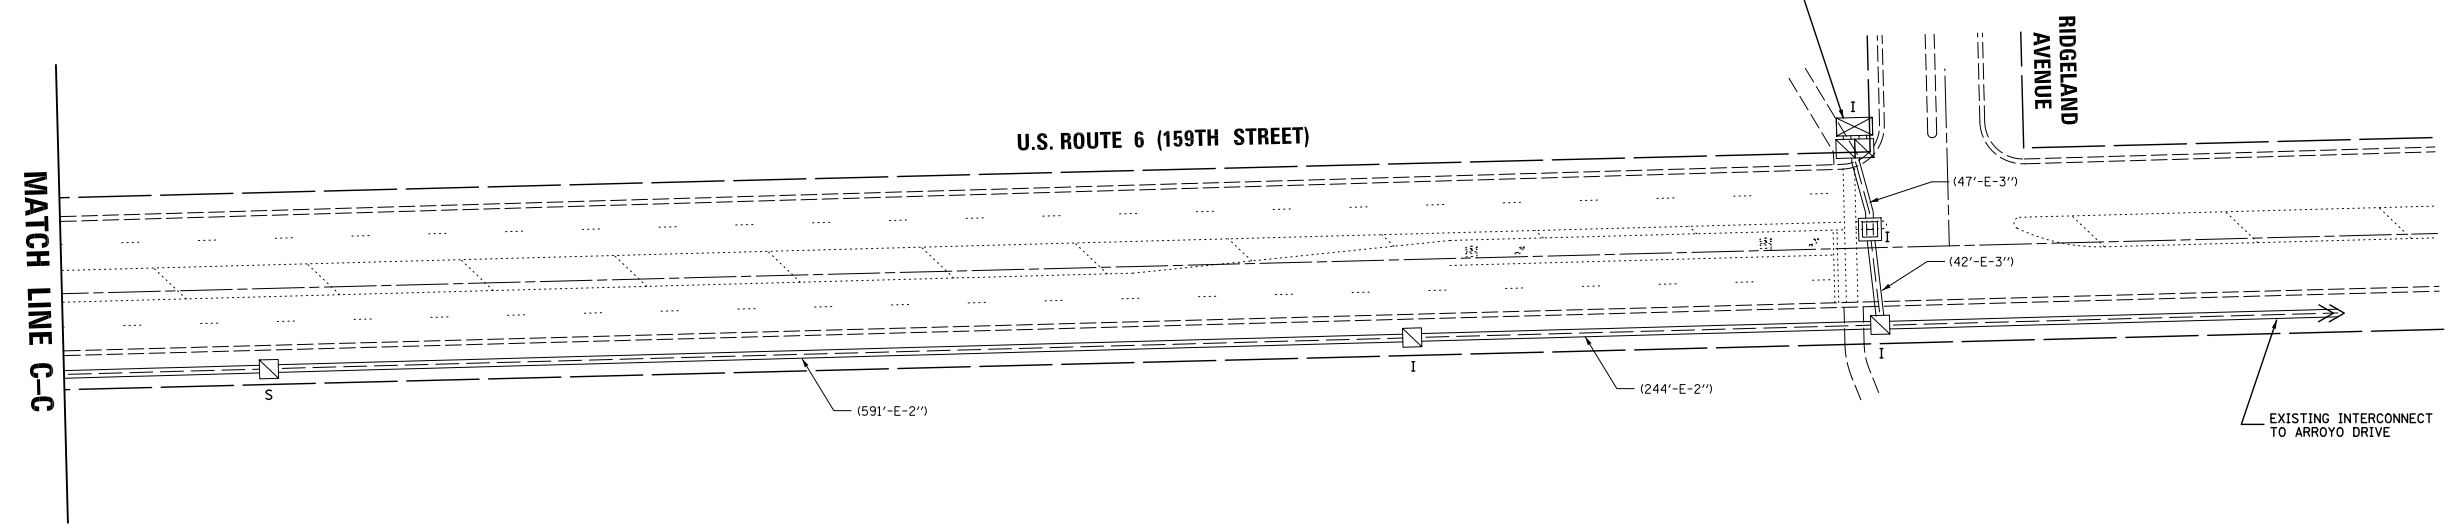 MATCH LINE C-C
U.S. ROUTE 6 (159TH STREET)
RIDGELAND
AVENUE
I
(47'-E-3'')
H
I
(42'-E-3'')
S
I
I
(591'-E-2'')
(244'-E-2'')
EXISTING INTERCONNECT
TO ARROYO DRIVE